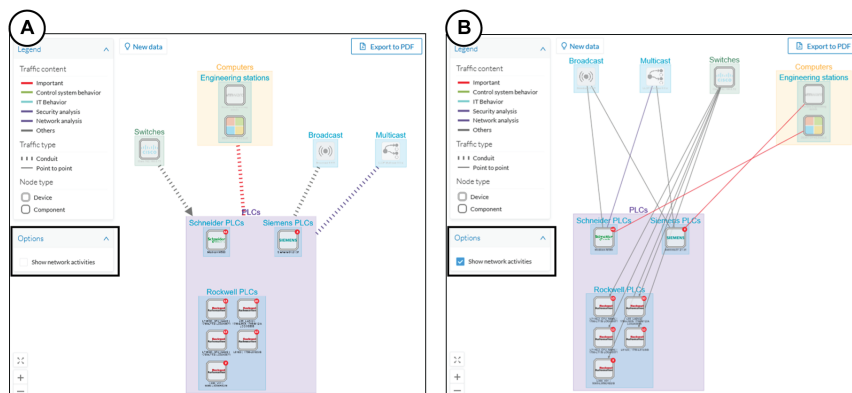 A
Legend
New data
Export to PDF
Traffic content
Important
Control system behavior
IT Behavior
Security analysis
Network analysis
Others
Traffic type
Conduit
Point to point
Node type
Device
Component
Options
Show network activities
Computers
Engineering stations
Switches
Broadcast
Multicast
PLCs
Schneider PLCs
Siemens PLCs
SIEMENS
Rockwell PLCs
B
Legend
New data
Export to PDF
Traffic content
Important
Control system behavior
IT Behavior
Security analysis
Network analysis
Others
Traffic type
Conduit
Point to point
Node type
Device
Component
Options
Show network activities
Broadcast
Multicast
Switches
Computers
Engineering stations
PLCs
Schneider PLCs
Siemens PLCs
SIEMENS
Rockwell PLCs